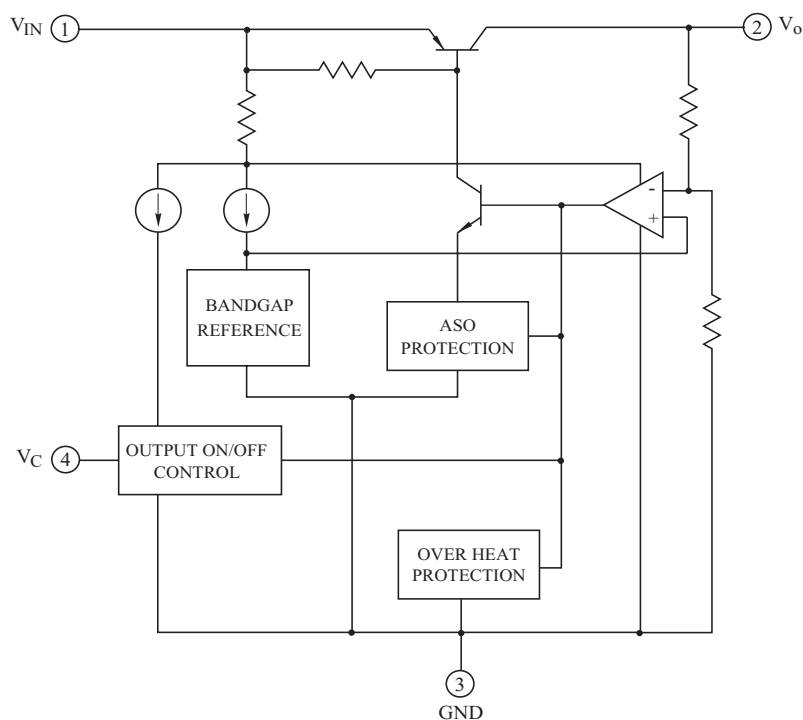 VIN 1
2 Vo
-
+
BANDGAP
REFERENCE
ASO
PROTECTION
VC 4
OUTPUT ON/OFF
CONTROL
OVER HEAT
PROTECTION
3
GND